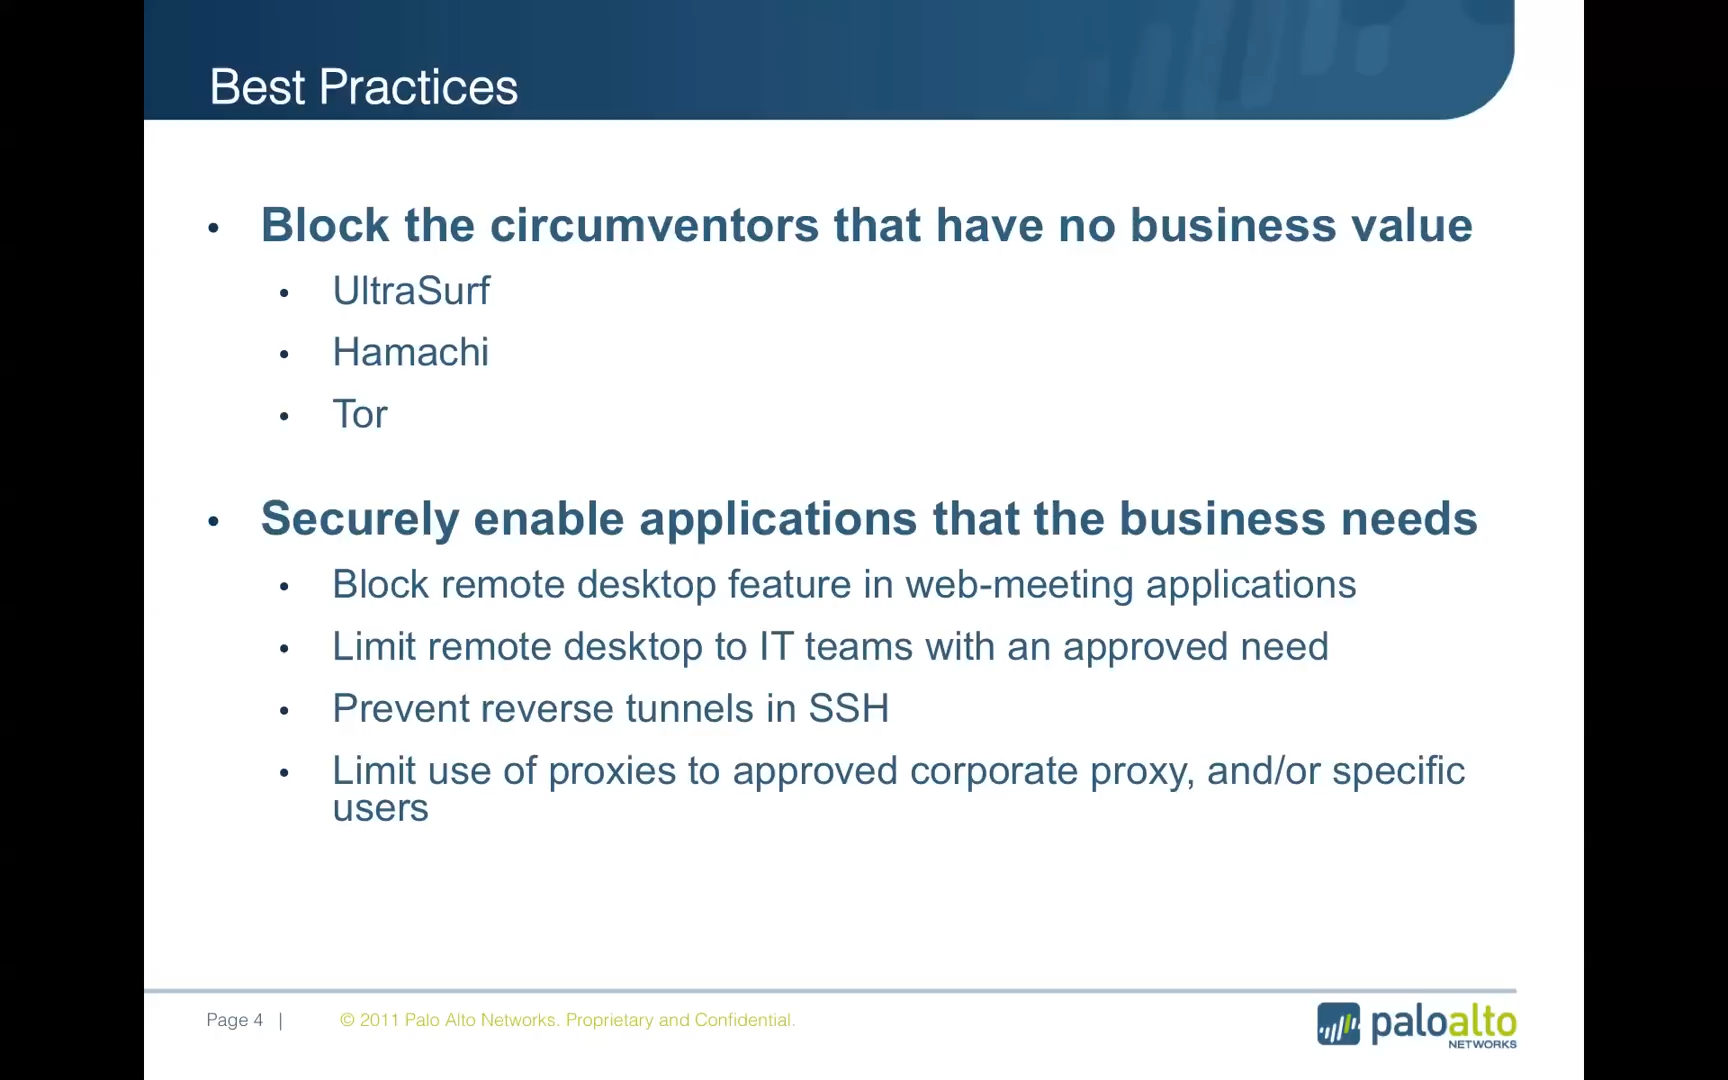 Best Practices
• Block the circumventors that have no business value
• UltraSurf
• Hamachi
• Tor
• Securely enable applications that the business needs
• Block remote desktop feature in web-meeting applications
• Limit remote desktop to IT teams with an approved need
• Prevent reverse tunnels in SSH
• Limit use of proxies to approved corporate proxy, and/or specific
users
Page 4 | © 2011 Palo Alto Networks. Proprietary and Confidential.
paloalto
NETWORKS